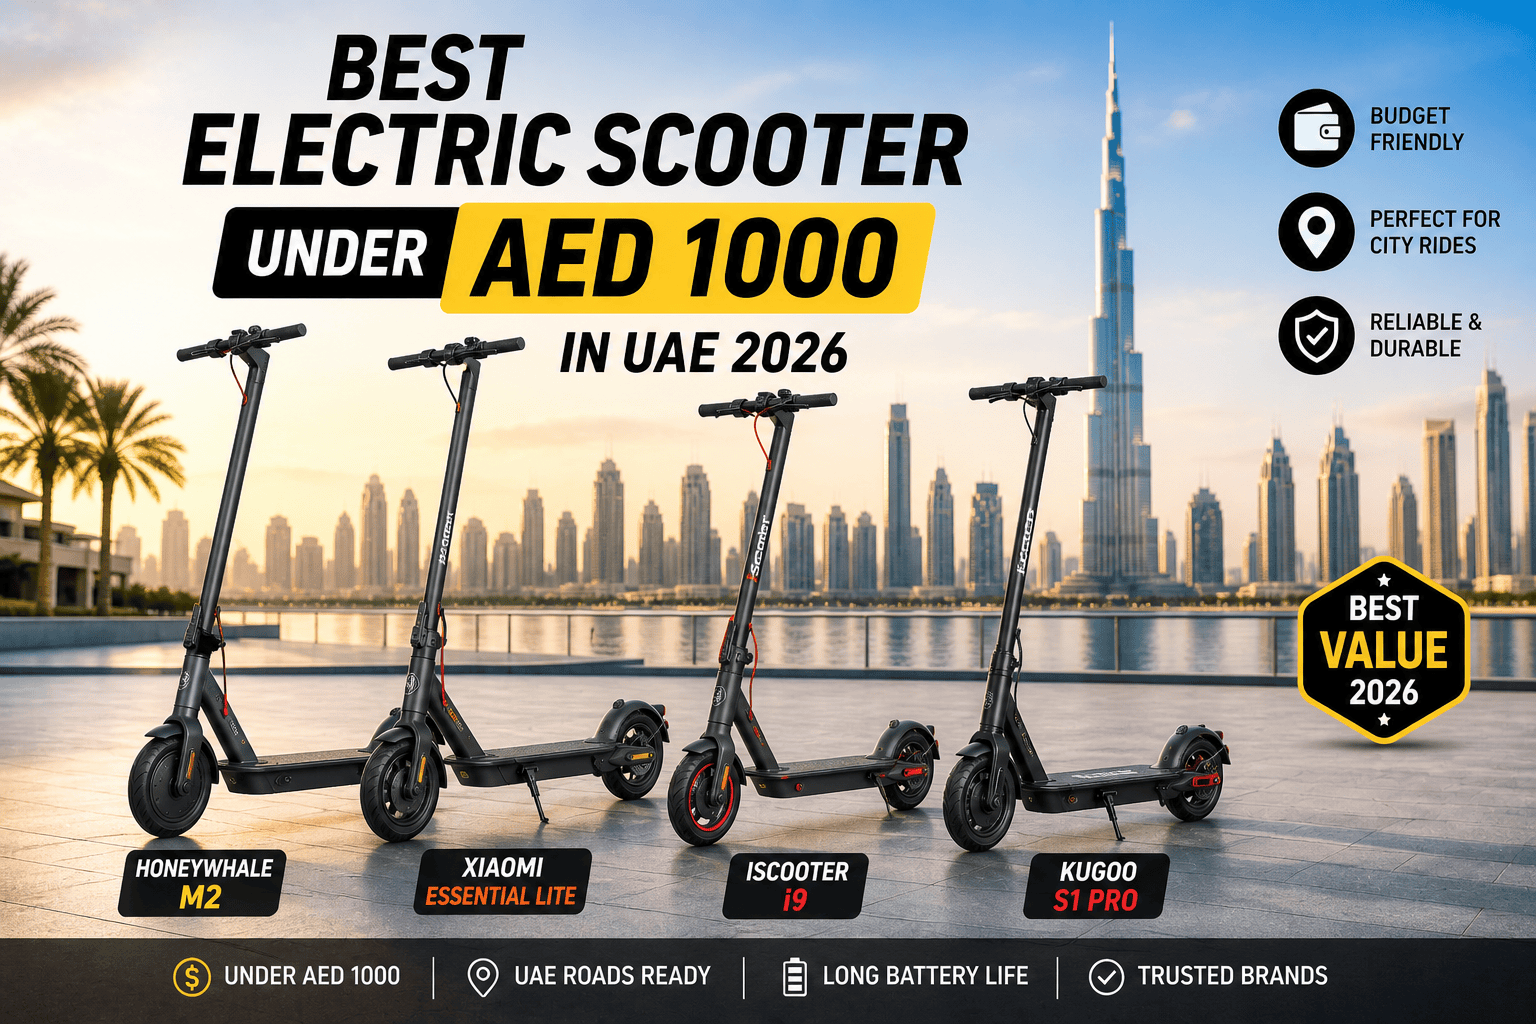 BEST
ELECTRIC SCOOTER
UNDER AED 1000
IN UAE 2026
BUDGET
FRIENDLY
PERFECT FOR
CITY RIDES
RELIABLE &
DURABLE
iScooter
BEST
VALUE
2026
HONEYWHALE
M2
XIAOMI
ESSENTIAL LITE
ISCOOTER
i9
KUGOO
S1 PRO
UNDER AED 1000
UAE ROADS READY
LONG BATTERY LIFE
TRUSTED BRANDS